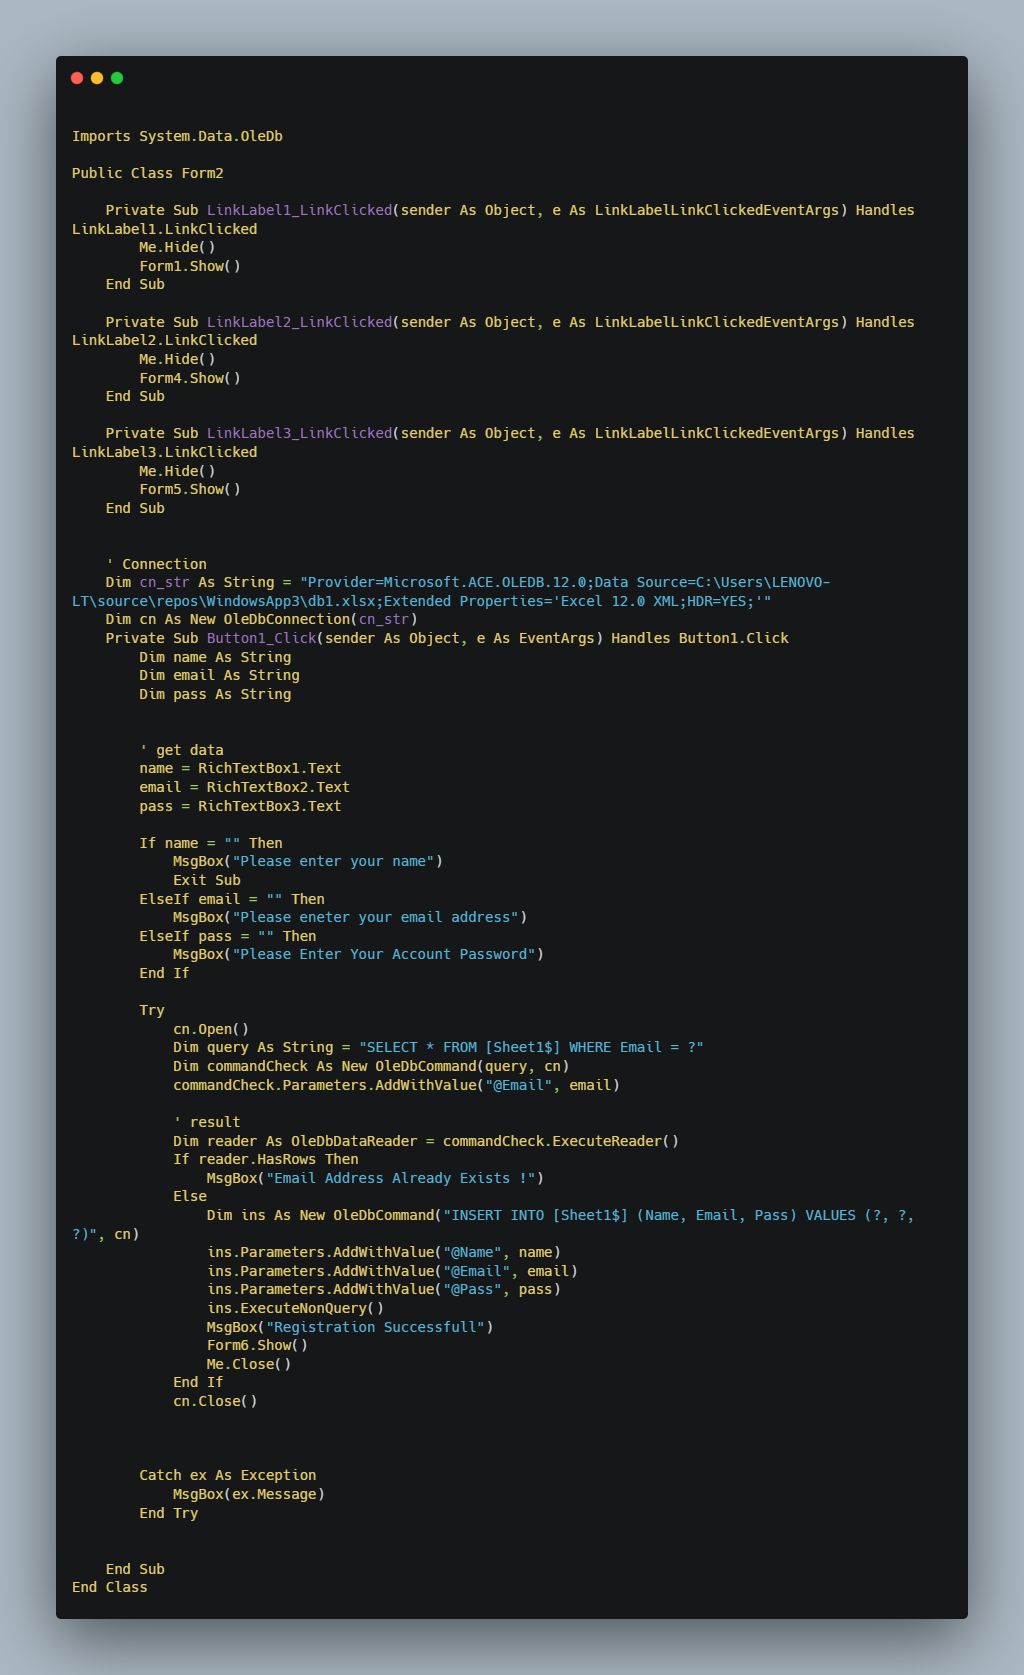 Imports System.Data.OleDb

Public Class Form2

    Private Sub LinkLabel1_LinkClicked(sender As Object, e As LinkLabelLinkClickedEventArgs) Handles
LinkLabel1.LinkClicked
        Me.Hide()
        Form1.Show()
    End Sub

    Private Sub LinkLabel2_LinkClicked(sender As Object, e As LinkLabelLinkClickedEventArgs) Handles
LinkLabel2.LinkClicked
        Me.Hide()
        Form4.Show()
    End Sub

    Private Sub LinkLabel3_LinkClicked(sender As Object, e As LinkLabelLinkClickedEventArgs) Handles
LinkLabel3.LinkClicked
        Me.Hide()
        Form5.Show()
    End Sub


    ' Connection
    Dim cn_str As String = "Provider=Microsoft.ACE.OLEDB.12.0;Data Source=C:\Users\LENOVO-
LT\source\repos\WindowsApp3\db1.xlsx;Extended Properties='Excel 12.0 XML;HDR=YES;'"
    Dim cn As New OleDbConnection(cn_str)
    Private Sub Button1_Click(sender As Object, e As EventArgs) Handles Button1.Click
        Dim name As String
        Dim email As String
        Dim pass As String


        ' get data
        name = RichTextBox1.Text
        email = RichTextBox2.Text
        pass = RichTextBox3.Text

        If name = "" Then
            MsgBox("Please enter your name")
            Exit Sub
        ElseIf email = "" Then
            MsgBox("Please eneter your email address")
        ElseIf pass = "" Then
            MsgBox("Please Enter Your Account Password")
        End If

        Try
            cn.Open()
            Dim query As String = "SELECT * FROM [Sheet1$] WHERE Email = ?"
            Dim commandCheck As New OleDbCommand(query, cn)
            commandCheck.Parameters.AddWithValue("@Email", email)

            ' result
            Dim reader As OleDbDataReader = commandCheck.ExecuteReader()
            If reader.HasRows Then
                MsgBox("Email Address Already Exists !")
            Else
                Dim ins As New OleDbCommand("INSERT INTO [Sheet1$] (Name, Email, Pass) VALUES (?, ?,
?)", cn)
                ins.Parameters.AddWithValue("@Name", name)
                ins.Parameters.AddWithValue("@Email", email)
                ins.Parameters.AddWithValue("@Pass", pass)
                ins.ExecuteNonQuery()
                MsgBox("Registration Successfull")
                Form6.Show()
                Me.Close()
            End If
            cn.Close()



        Catch ex As Exception
            MsgBox(ex.Message)
        End Try


    End Sub
End Class